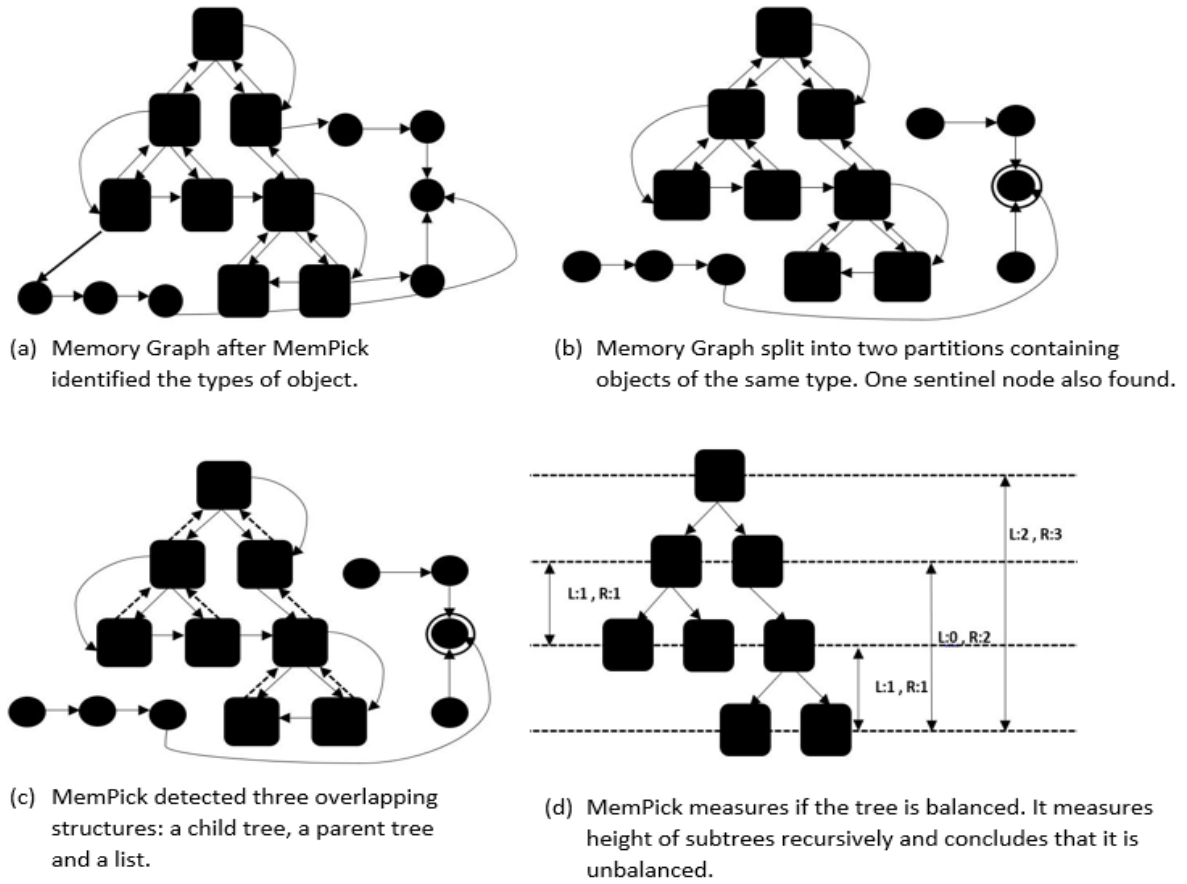 (a) Memory Graph after MemPick
identified the types of object.
(b) Memory Graph split into two partitions containing
objects of the same type. One sentinel node also found.
L:2 , R:3
L:1 , R:1
L:0 , R:2
L:1 , R:1
(c) MemPick detected three overlapping
structures: a child tree, a parent tree
and a list.
(d) MemPick measures if the tree is balanced. It measures
height of subtrees recursively and concludes that it is
unbalanced.